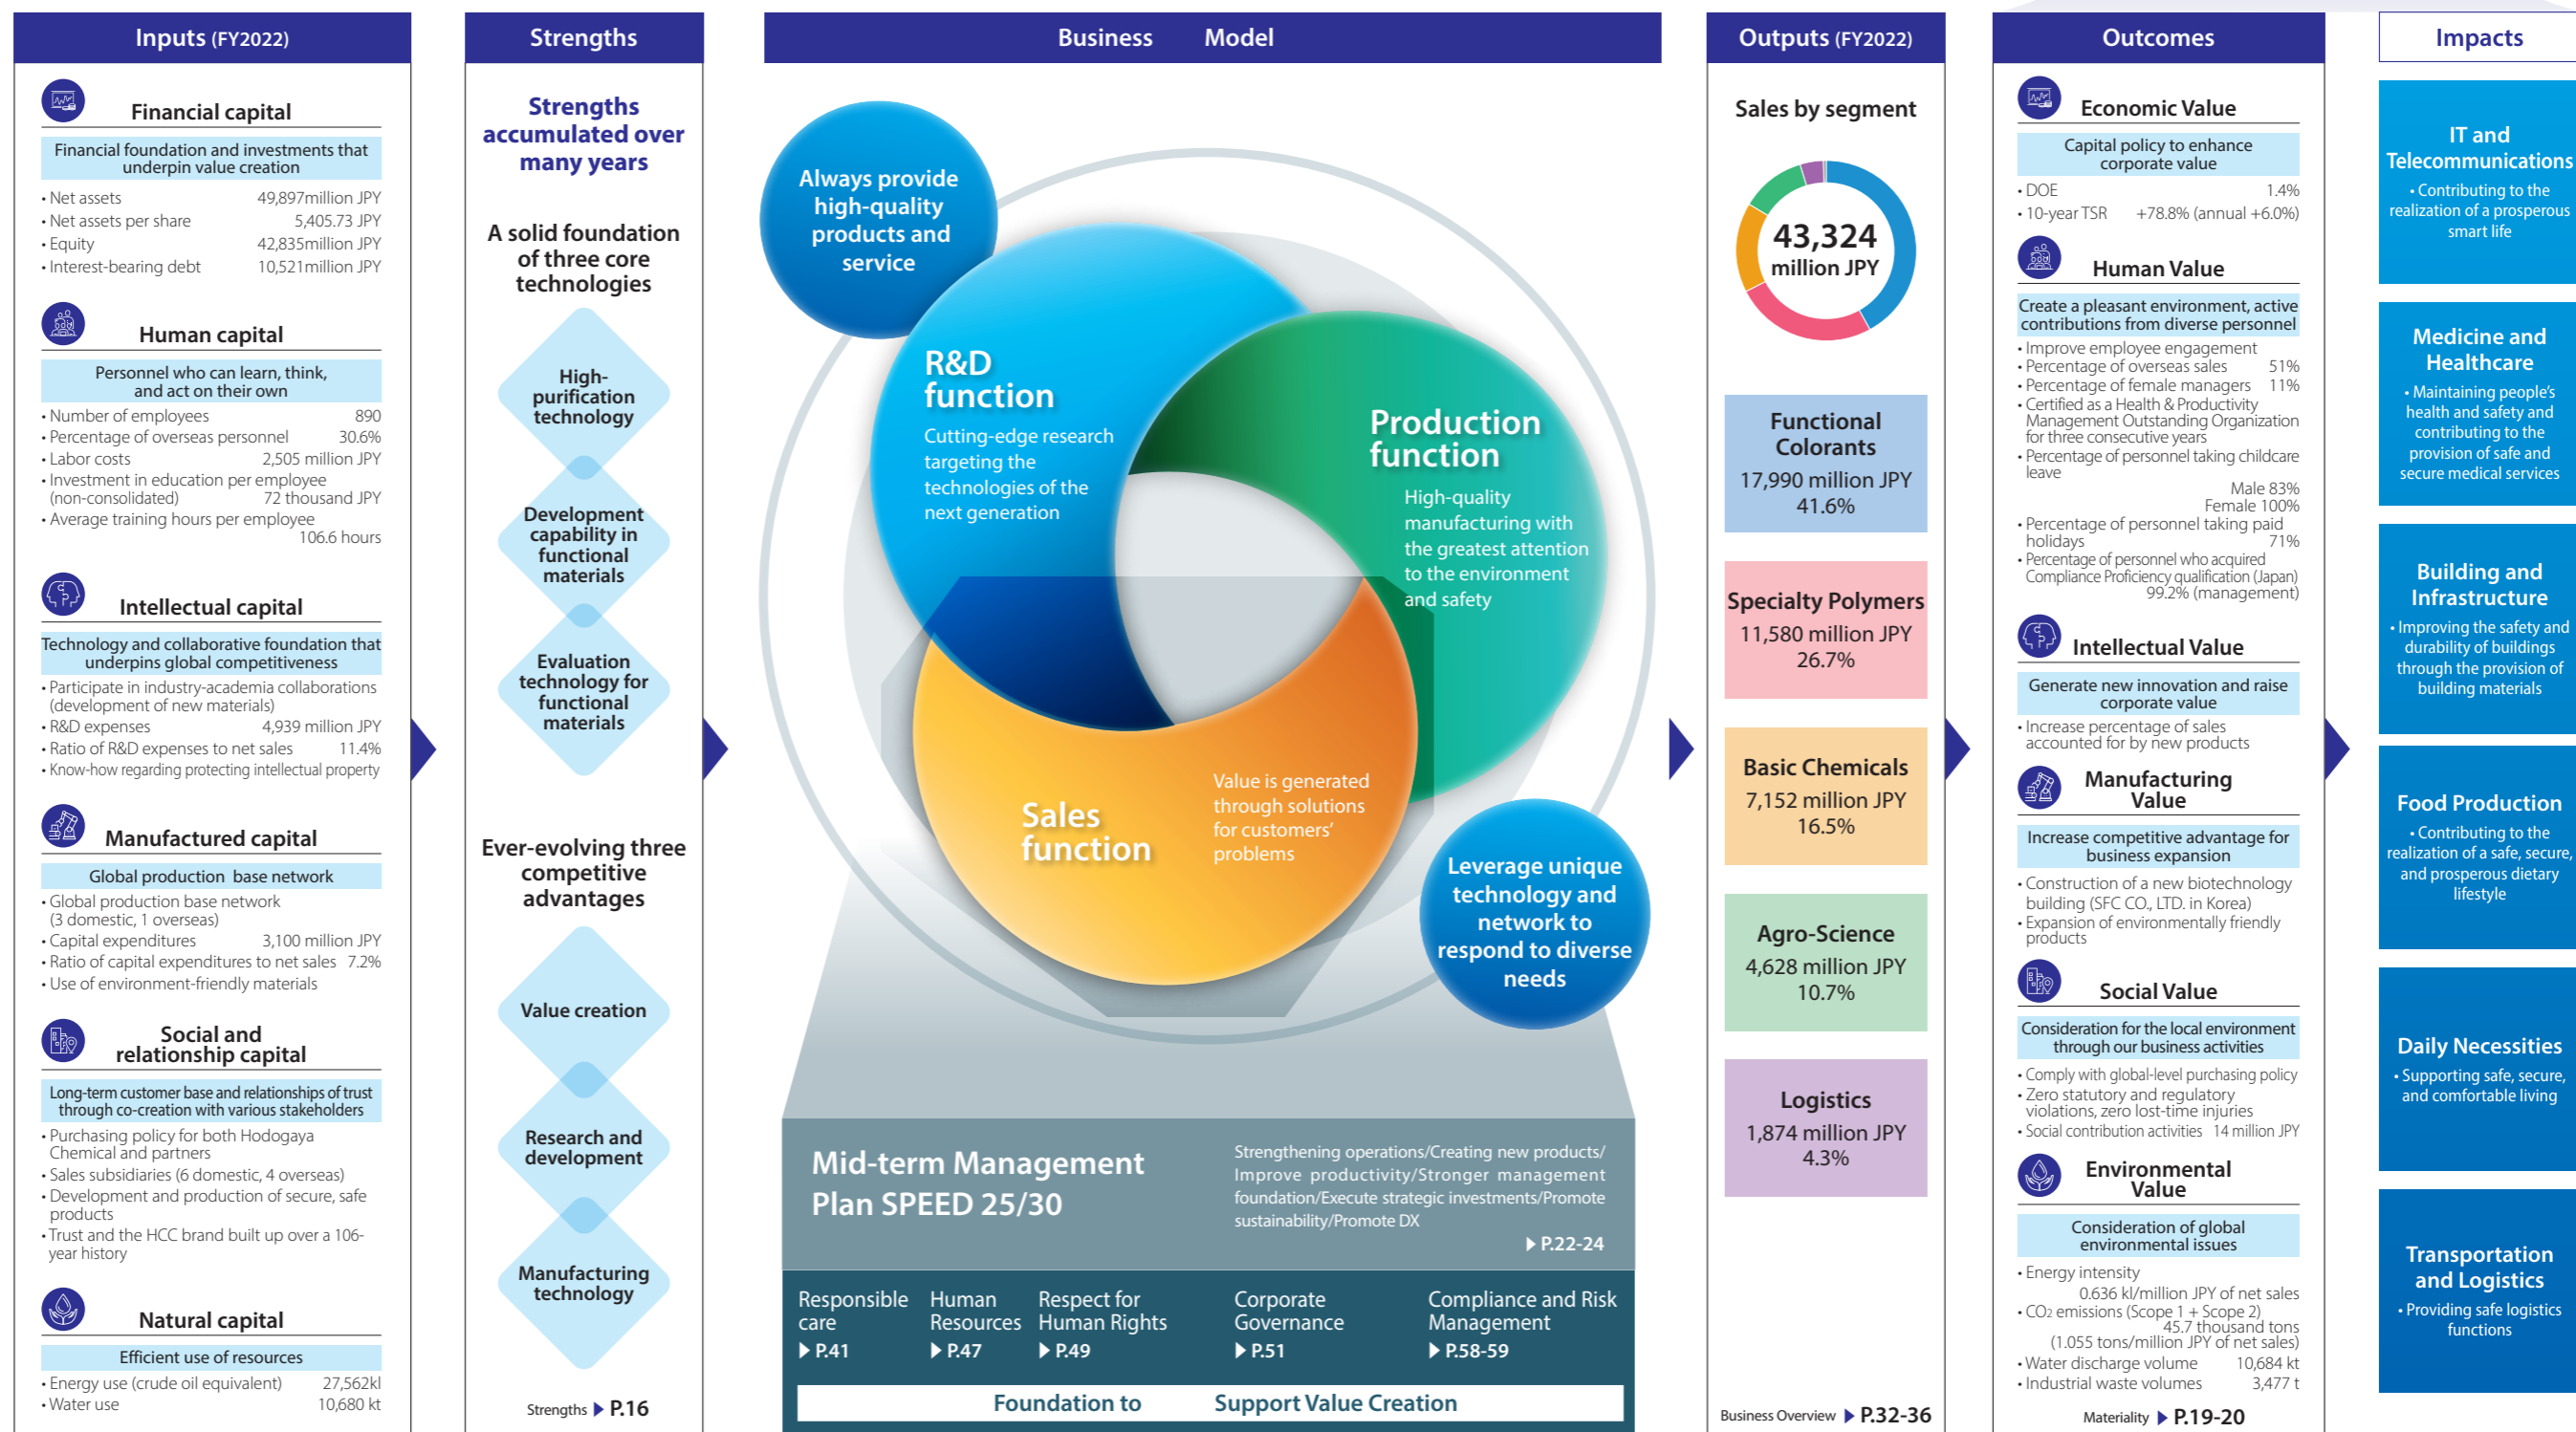 Inputs (FY2022)
Financial capital
Financial foundation and investments that
underpin value creation
• Net assets 49,897million JPY
• Net assets per share 5,405.73 JPY
• Equity 42,835million JPY
• Interest-bearing debt 10,521million JPY
Human capital
Personnel who can learn, think,
and act on their own
• Number of employees 890
• Percentage of overseas personnel 30.6%
• Labor costs 2,505 million JPY
• Investment in education per employee
(non-consolidated) 72 thousand JPY
• Average training hours per employee
106.6 hours
Intellectual capital
Technology and collaborative foundation that
underpins global competitiveness
• Participate in industry-academia collaborations
(development of new materials)
• R&D expenses 4,939 million JPY
• Ratio of R&D expenses to net sales 11.4%
• Know-how regarding protecting intellectual property
Manufactured capital
Global production base network
• Global production base network
(3 domestic, 1 overseas)
• Capital expenditures 3,100 million JPY
• Ratio of capital expenditures to net sales 7.2%
• Use of environment-friendly materials
Social and
relationship capital
Long-term customer base and relationships of trust
through co-creation with various stakeholders
• Purchasing policy for both Hodogaya
Chemical and partners
• Sales subsidiaries (6 domestic, 4 overseas)
• Development and production of secure, safe
products
• Trust and the HCC brand built up over a 106-
year history
Natural capital
Efficient use of resources
• Energy use (crude oil equivalent) 27,562kl
• Water use 10,680 kt
Strengths
Strengths
accumulated over
many years
A solid foundation
of three core
technologies
High-
purification
technology
Development
capability in
functional
materials
Evaluation
technology for
functional
materials
Ever-evolving three
competitive
advantages
Value creation
Research and
development
Manufacturing
technology
Strengths ▶ P.16
Business Model
Always provide
high-quality
products and
service
R&D
function
Cutting-edge research
targeting the
technologies of the
next generation
Production
function
High-quality
manufacturing with
the greatest attention
to the environment
and safety
Sales
function
Value is generated
through solutions
for customers'
problems
Leverage unique
technology and
network to
respond to diverse
needs
Mid-term Management
Plan SPEED 25/30
Strengthening operations/Creating new products/
Improve productivity/Stronger management
foundation/Execute strategic investments/Promote
sustainability/Promote DX
▶ P.22-24
Responsible
care
▶ P.41
Human
Resources
▶ P.47
Respect for
Human Rights
▶ P.49
Corporate
Governance
▶ P.51
Compliance and Risk
Management
▶ P.58-59
Foundation to Support Value Creation
Outputs (FY2022)
Sales by segment
43,324
million JPY
Functional
Colorants
17,990 million JPY
41.6%
Specialty Polymers
11,580 million JPY
26.7%
Basic Chemicals
7,152 million JPY
16.5%
Agro-Science
4,628 million JPY
10.7%
Logistics
1,874 million JPY
4.3%
Business Overview ▶ P.32-36
Outcomes
Economic Value
Capital policy to enhance
corporate value
• DOE 1.4%
• 10-year TSR +78.8% (annual +6.0%)
Human Value
Create a pleasant environment, active
contributions from diverse personnel
• Improve employee engagement
• Percentage of overseas sales 51%
• Percentage of female managers 11%
• Certified as a Health & Productivity
Management Outstanding Organization
for three consecutive years
• Percentage of personnel taking childcare
leave
Male 83%
Female 100%
• Percentage of personnel taking paid
holidays 71%
• Percentage of personnel who acquired
Compliance Proficiency qualification (Japan)
99.2% (management)
Intellectual Value
Generate new innovation and raise
corporate value
• Increase percentage of sales
accounted for by new products
Manufacturing
Value
Increase competitive advantage for
business expansion
• Construction of a new biotechnology
building (SFC CO., LTD. in Korea)
• Expansion of environmentally friendly
products
Social Value
Consideration for the local environment
through our business activities
• Comply with global-level purchasing policy
• Zero statutory and regulatory
violations, zero lost-time injuries
• Social contribution activities 14 million JPY
Environmental
Value
Consideration of global
environmental issues
• Energy intensity
0.636 kl/million JPY of net sales
• CO2 emissions (Scope 1 + Scope 2)
45.7 thousand tons
(1.055 tons/million JPY of net sales)
• Water discharge volume 10,684 kt
• Industrial waste volumes 3,477 t
Materiality ▶ P.19-20
Impacts
IT and
Telecommunications
• Contributing to the
realization of a prosperous
smart life
Medicine and
Healthcare
• Maintaining people's
health and safety and
contributing to the
provision of safe and
secure medical services
Building and
Infrastructure
• Improving the safety and
durability of buildings
through the provision of
building materials
Food Production
• Contributing to the
realization of a safe, secure,
and prosperous dietary
lifestyle
Daily Necessities
• Supporting safe, secure,
and comfortable living
Transportation
and Logistics
• Providing safe logistics
functions